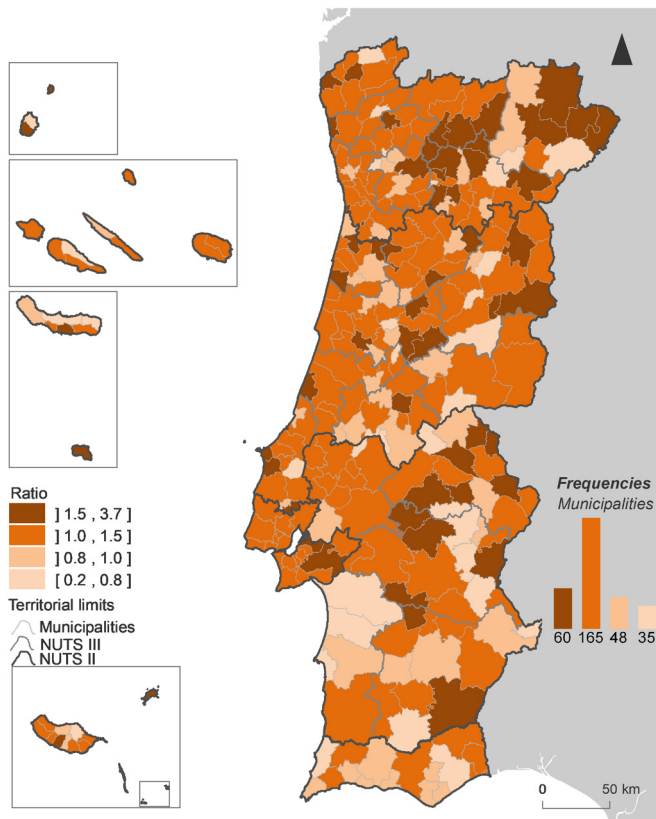 Ratio
] 1.5 , 3.7 ]
] 1.0 , 1.5 ]
] 0.8 , 1.0 ]
[ 0.2 , 0.8 ]
Territorial limits
Municipalities
NUTS III
NUTS II
Frequencies
Municipalities
60 165 48 35
0 50 km